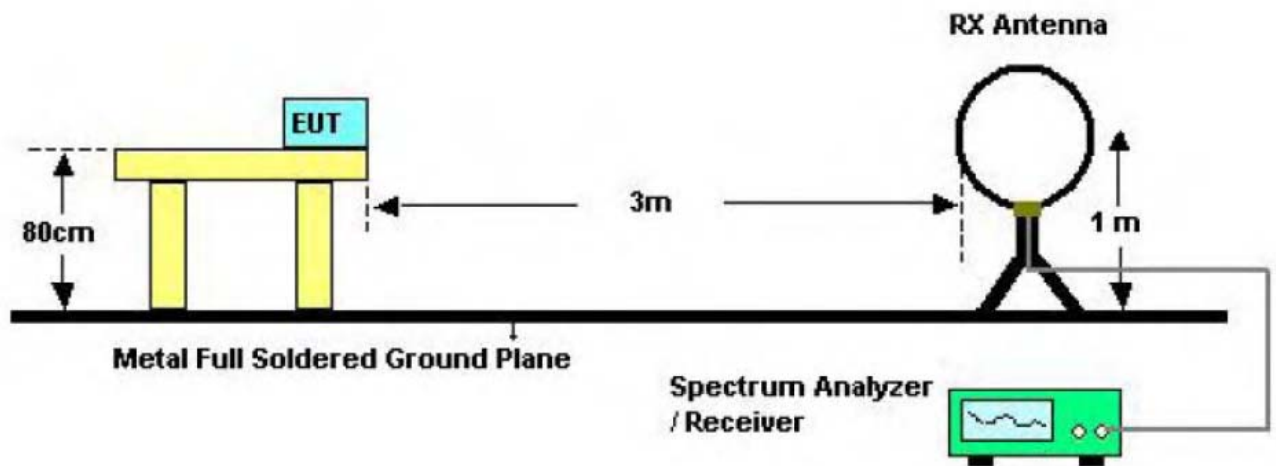 RX Antenna
EUT
80cm
3m
1 m
Metal Full Soldered Ground Plane
Spectrum Analyzer
/ Receiver